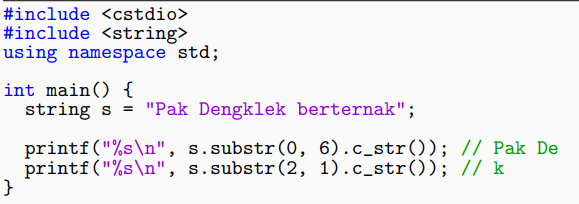 #include <cstdio>
#include <string>
using namespace std;
int main() {
string s = "Pak Dengklek berternak";
printf("%s\n", s.substr(0, 6).c_str()); // Pak De
printf("%s\n", s.substr(2, 1).c_str()); // k
}